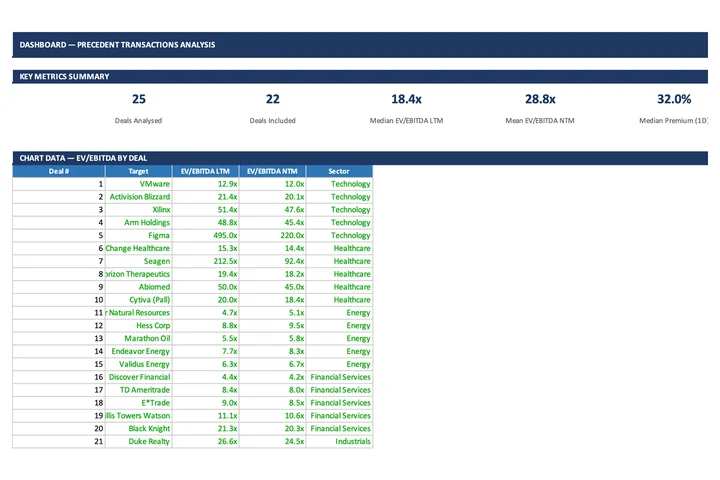 DASHBOARD — PRECEDENT TRANSACTIONS ANALYSIS
KEY METRICS SUMMARY
25 22 18.4x 28.8x 32.0%
Deals Analysed Deals Included Median EV/EBITDA LTM Mean EV/EBITDA NTM Median Premium (1D)
CHART DATA — EV/EBITDA BY DEAL
Deal # Target EV/EBITDA LTM EV/EBITDA NTM Sector
1 VMware 12.9x 12.0x Technology
2 Activision Blizzard 21.4x 20.1x Technology
3 Xilinx 51.4x 47.6x Technology
4 Arm Holdings 48.8x 45.4x Technology
5 Figma 495.0x 220.0x Technology
6 Change Healthcare 15.3x 14.4x Healthcare
7 Seagen 212.5x 92.4x Healthcare
8 orizon Therapeutics 19.4x 18.2x Healthcare
9 Abiomed 50.0x 45.0x Healthcare
10 Cytiva (Pall) 20.0x 18.4x Healthcare
11 r Natural Resources 4.7x 5.1x Energy
12 Hess Corp 8.8x 9.5x Energy
13 Marathon Oil 5.5x 5.8x Energy
14 Endeavor Energy 7.7x 8.3x Energy
15 Validus Energy 6.3x 6.7x Energy
16 Discover Financial 4.4x 4.2x Financial Services
17 TD Ameritrade 8.4x 8.0x Financial Services
18 E*Trade 9.0x 8.5x Financial Services
19 llis Towers Watson 11.1x 10.6x Financial Services
20 Black Knight 21.3x 20.3x Financial Services
21 Duke Realty 26.6x 24.5x Industrials